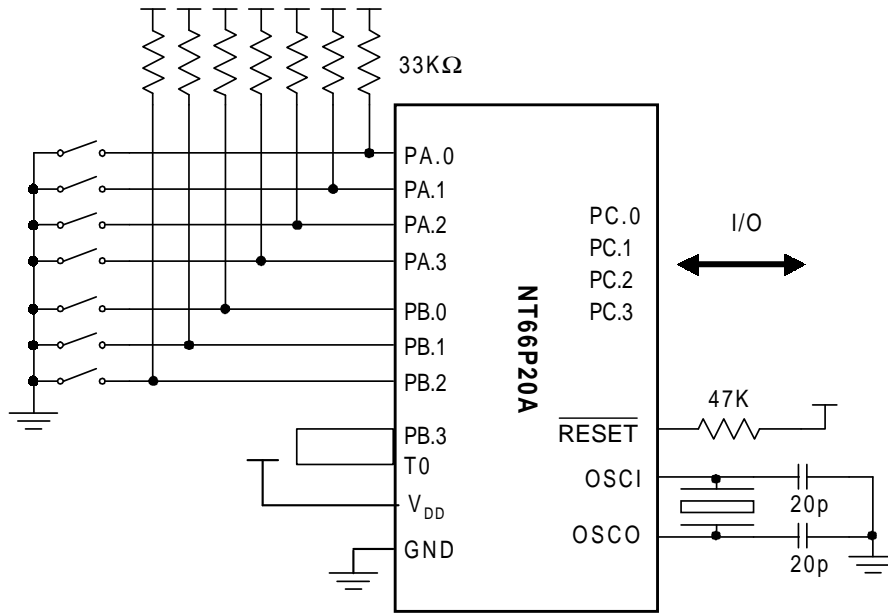 33KΩ
PA.0
PA.1
PA.2
PA.3
PB.0
PB.1
PB.2
PB.3
T0
VDD
GND
NT66P20A
PC.0
PC.1
PC.2
PC.3
I/O
47K
RESET
OSCI
20p
OSCO
20p